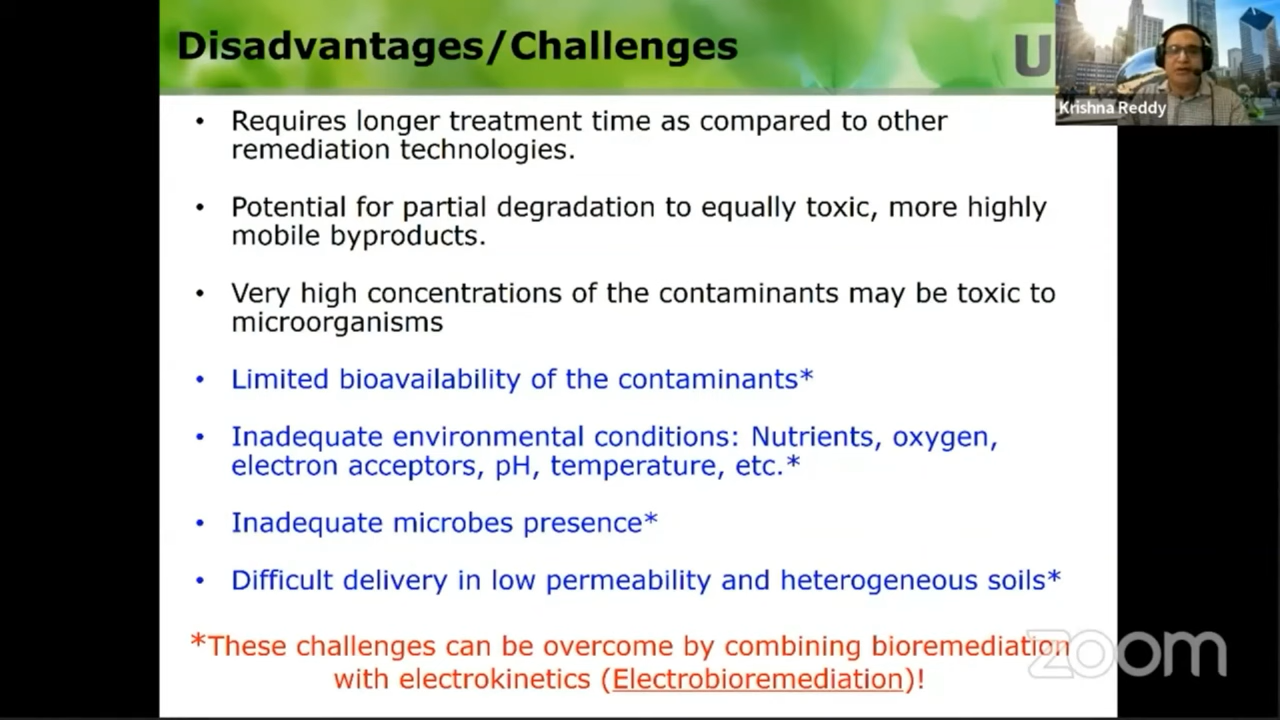 Disadvantages/Challenges
U
Krishna Reddy
• Requires longer treatment time as compared to other
remediation technologies.
• Potential for partial degradation to equally toxic, more highly
mobile byproducts.
• Very high concentrations of the contaminants may be toxic to
microorganisms
• Limited bioavailability of the contaminants*
• Inadequate environmental conditions: Nutrients, oxygen,
electron acceptors, pH, temperature, etc.*
• Inadequate microbes presence*
• Difficult delivery in low permeability and heterogeneous soils*
*These challenges can be overcome by combining bioremediation
with electrokinetics (Electrobioremediation)!
zoom